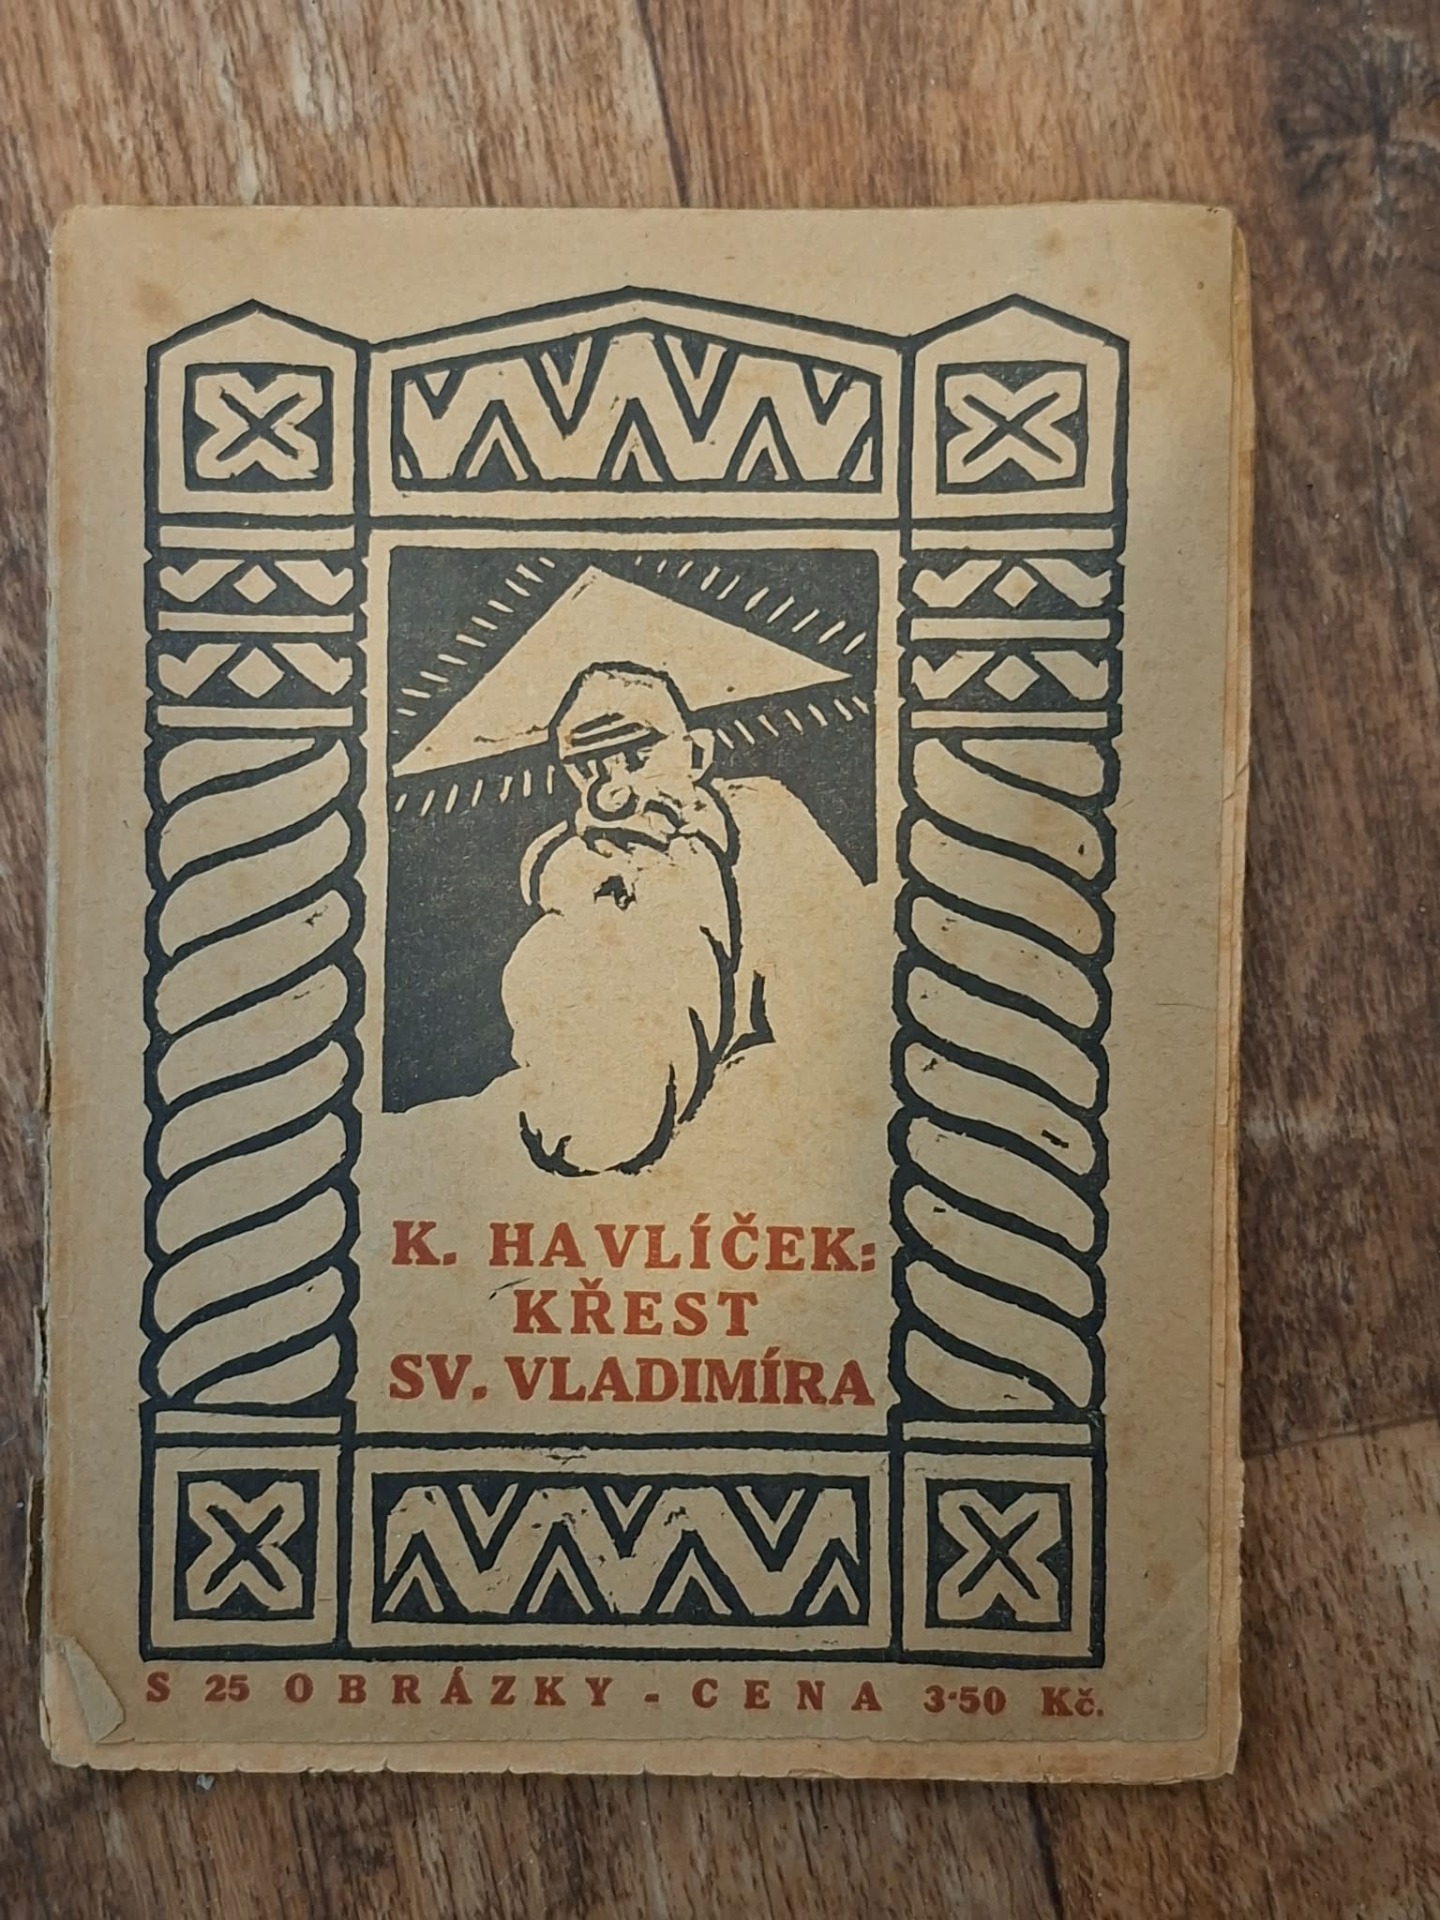 K. HAVLÍČEK:
KŘEST
SV. VLADIMÍRA
S 25 OBRÁZKY - CENA 3·50 Kč.